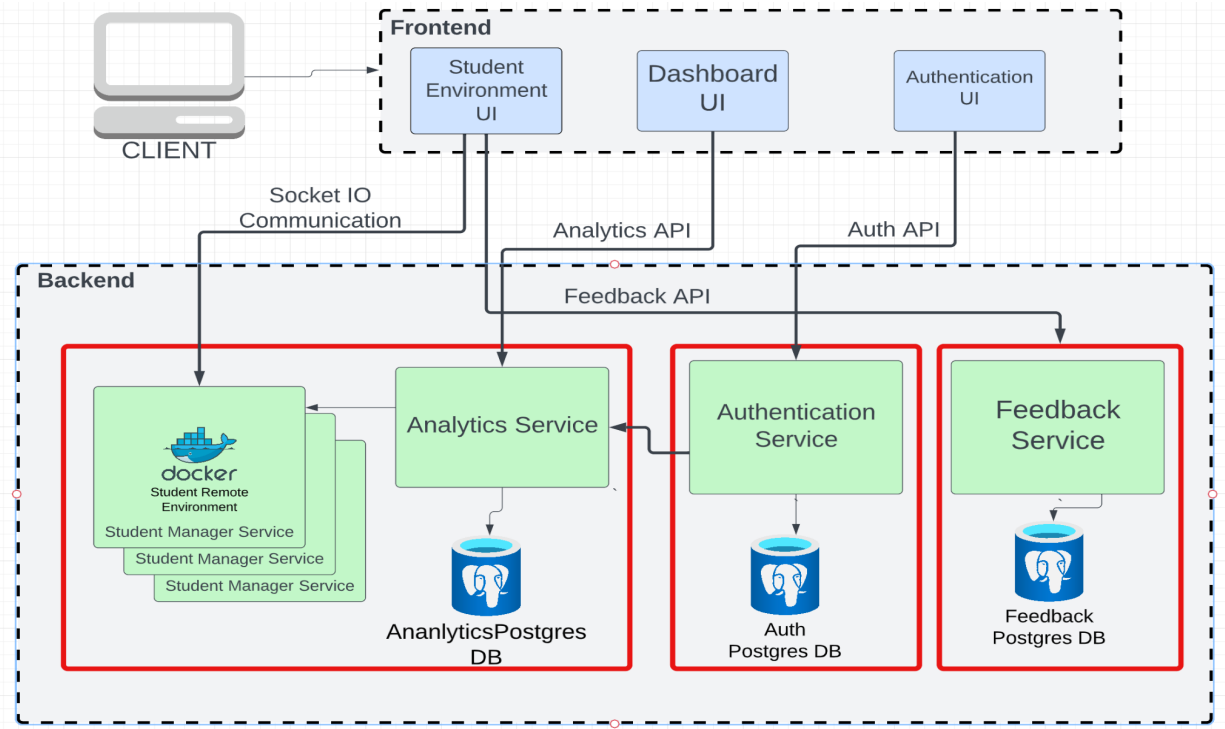 Frontend
Student
Environment
UI
Dashboard
UI
Authentication
UI
CLIENT
Socket IO
Communication
Analytics API
Auth API
Backend
Feedback API
docker
Student Remote
Environment
Student Manager Service
Student Manager Service
Student Manager Service
Analytics Service
AnanlyticsPostgres
DB
Authentication
Service
Auth
Postgres DB
Feedback
Service
Feedback
Postgres DB